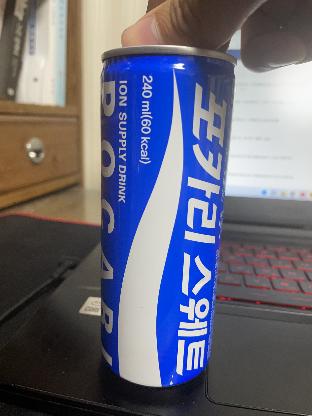 포카리 스웨트
240 ml(60 kcal)
ION SUPPLY DRINK
POCARI